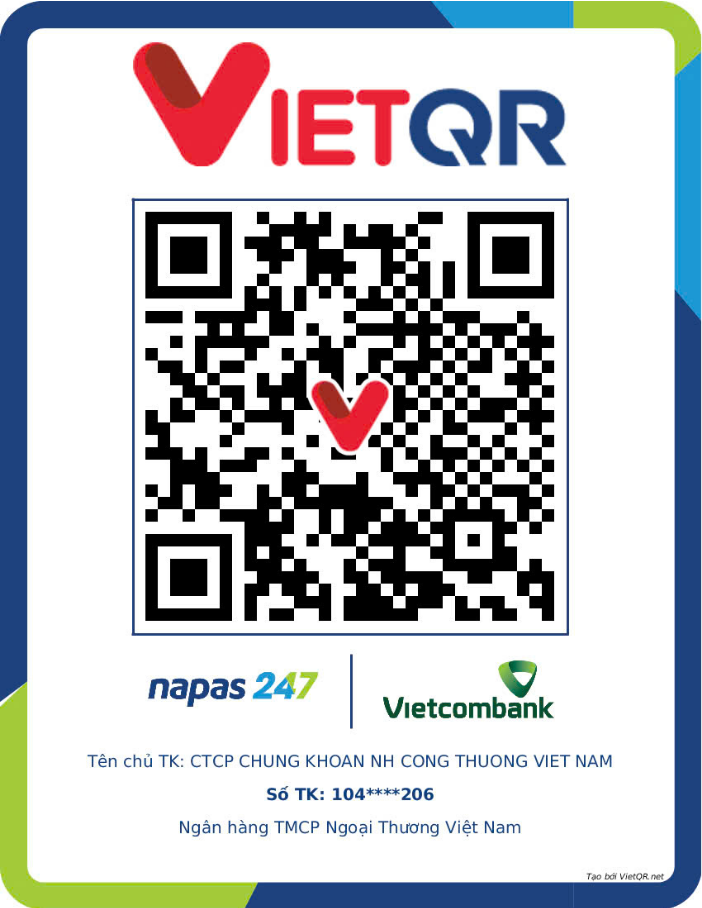 VIETQR
napas 247
Vietcombank
Tên chủ TK: CTCP CHUNG KHOAN NH CONG THUONG VIET NAM
Số TK: 104****206
Ngân hàng TMCP Ngoại Thương Việt Nam
Tạo bởi VietQR.net